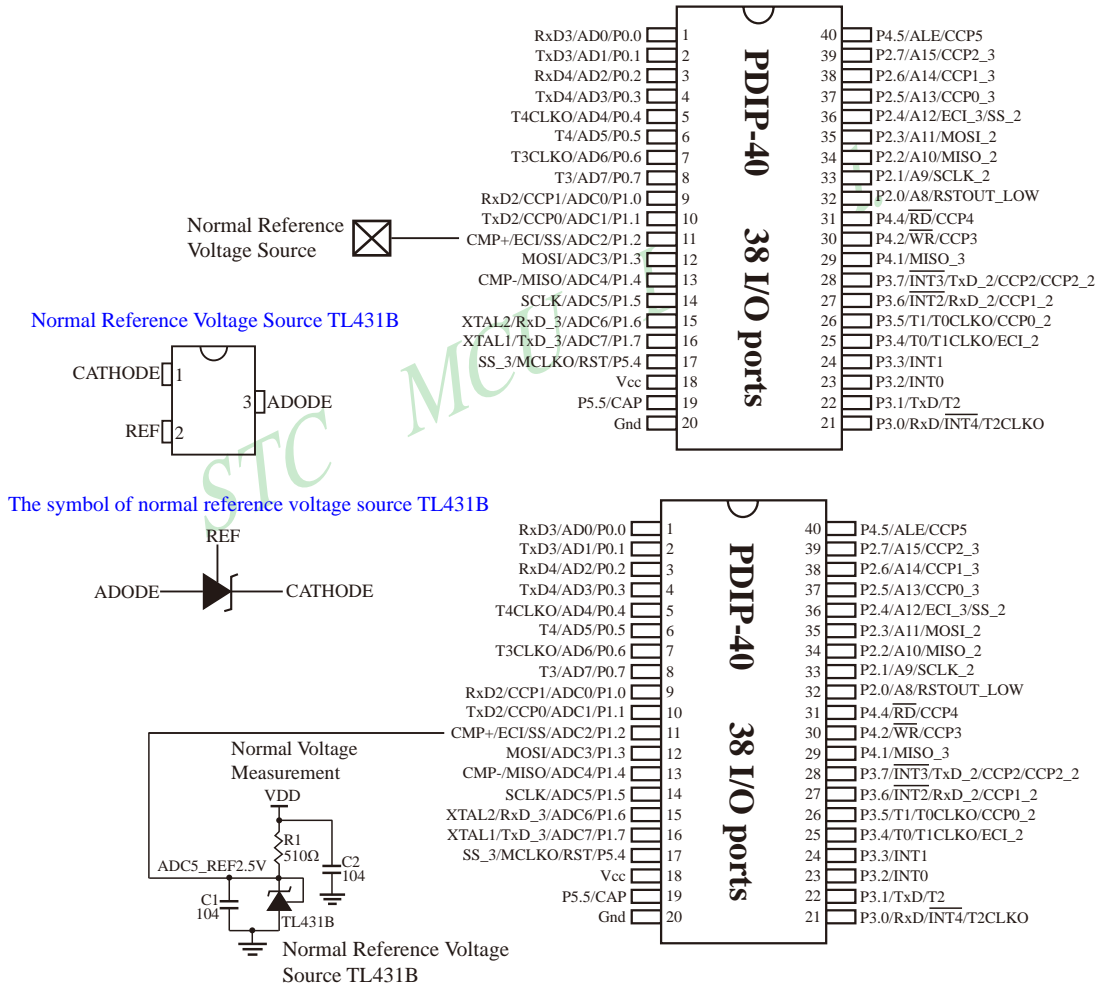 RxD3/AD0/P0.0 1
TxD3/AD1/P0.1 2
RxD4/AD2/P0.2 3
TxD4/AD3/P0.3 4
T4CLKO/AD4/P0.4 5
T4/AD5/P0.5 6
T3CLKO/AD6/P0.6 7
T3/AD7/P0.7 8
RxD2/CCP1/ADC0/P1.0 9
TxD2/CCP0/ADC1/P1.1 10
CMP+/ECI/SS/ADC2/P1.2 11
MOSI/ADC3/P1.3 12
CMP-/MISO/ADC4/P1.4 13
SCLK/ADC5/P1.5 14
XTAL2/RxD_3/ADC6/P1.6 15
XTAL1/TxD_3/ADC7/P1.7 16
SS_3/MCLKO/RST/P5.4 17
Vcc 18
P5.5/CAP 19
Gnd 20
PDIP-40
38 I/O ports
40 P4.5/ALE/CCP5
39 P2.7/A15/CCP2_3
38 P2.6/A14/CCP1_3
37 P2.5/A13/CCP0_3
36 P2.4/A12/ECI_3/SS_2
35 P2.3/A11/MOSI_2
34 P2.2/A10/MISO_2
33 P2.1/A9/SCLK_2
32 P2.0/A8/RSTOUT_LOW
31 P4.4/RD/CCP4
30 P4.2/WR/CCP3
29 P4.1/MISO_3
28 P3.7/INT3/TxD_2/CCP2/CCP2_2
27 P3.6/INT2/RxD_2/CCP1_2
26 P3.5/T1/T0CLKO/CCP0_2
25 P3.4/T0/T1CLKO/ECI_2
24 P3.3/INT1
23 P3.2/INT0
22 P3.1/TxD/T2
21 P3.0/RxD/INT4/T2CLKO
Normal Reference
Voltage Source
Normal Reference Voltage Source TL431B
CATHODE 1
3 ADODE
REF 2
STC MCU
The symbol of normal reference voltage source TL431B
REF
ADODE
CATHODE
RxD3/AD0/P0.0 1
TxD3/AD1/P0.1 2
RxD4/AD2/P0.2 3
TxD4/AD3/P0.3 4
T4CLKO/AD4/P0.4 5
T4/AD5/P0.5 6
T3CLKO/AD6/P0.6 7
T3/AD7/P0.7 8
RxD2/CCP1/ADC0/P1.0 9
TxD2/CCP0/ADC1/P1.1 10
CMP+/ECI/SS/ADC2/P1.2 11
MOSI/ADC3/P1.3 12
CMP-/MISO/ADC4/P1.4 13
SCLK/ADC5/P1.5 14
XTAL2/RxD_3/ADC6/P1.6 15
XTAL1/TxD_3/ADC7/P1.7 16
SS_3/MCLKO/RST/P5.4 17
Vcc 18
P5.5/CAP 19
Gnd 20
PDIP-40
38 I/O ports
40 P4.5/ALE/CCP5
39 P2.7/A15/CCP2_3
38 P2.6/A14/CCP1_3
37 P2.5/A13/CCP0_3
36 P2.4/A12/ECI_3/SS_2
35 P2.3/A11/MOSI_2
34 P2.2/A10/MISO_2
33 P2.1/A9/SCLK_2
32 P2.0/A8/RSTOUT_LOW
31 P4.4/RD/CCP4
30 P4.2/WR/CCP3
29 P4.1/MISO_3
28 P3.7/INT3/TxD_2/CCP2/CCP2_2
27 P3.6/INT2/RxD_2/CCP1_2
26 P3.5/T1/T0CLKO/CCP0_2
25 P3.4/T0/T1CLKO/ECI_2
24 P3.3/INT1
23 P3.2/INT0
22 P3.1/TxD/T2
21 P3.0/RxD/INT4/T2CLKO
Normal Voltage
Measurement
VDD
R1
510Ω
C2
104
ADC5_REF2.5V
C1
104
TL431B
Normal Reference Voltage
Source TL431B